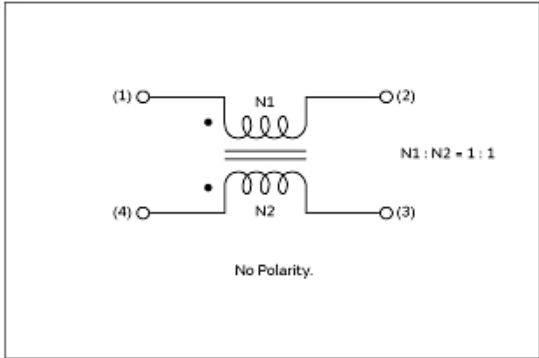 (1)
N1
(2)
N1 : N2 = 1 : 1
(4)
N2
(3)
No Polarity.